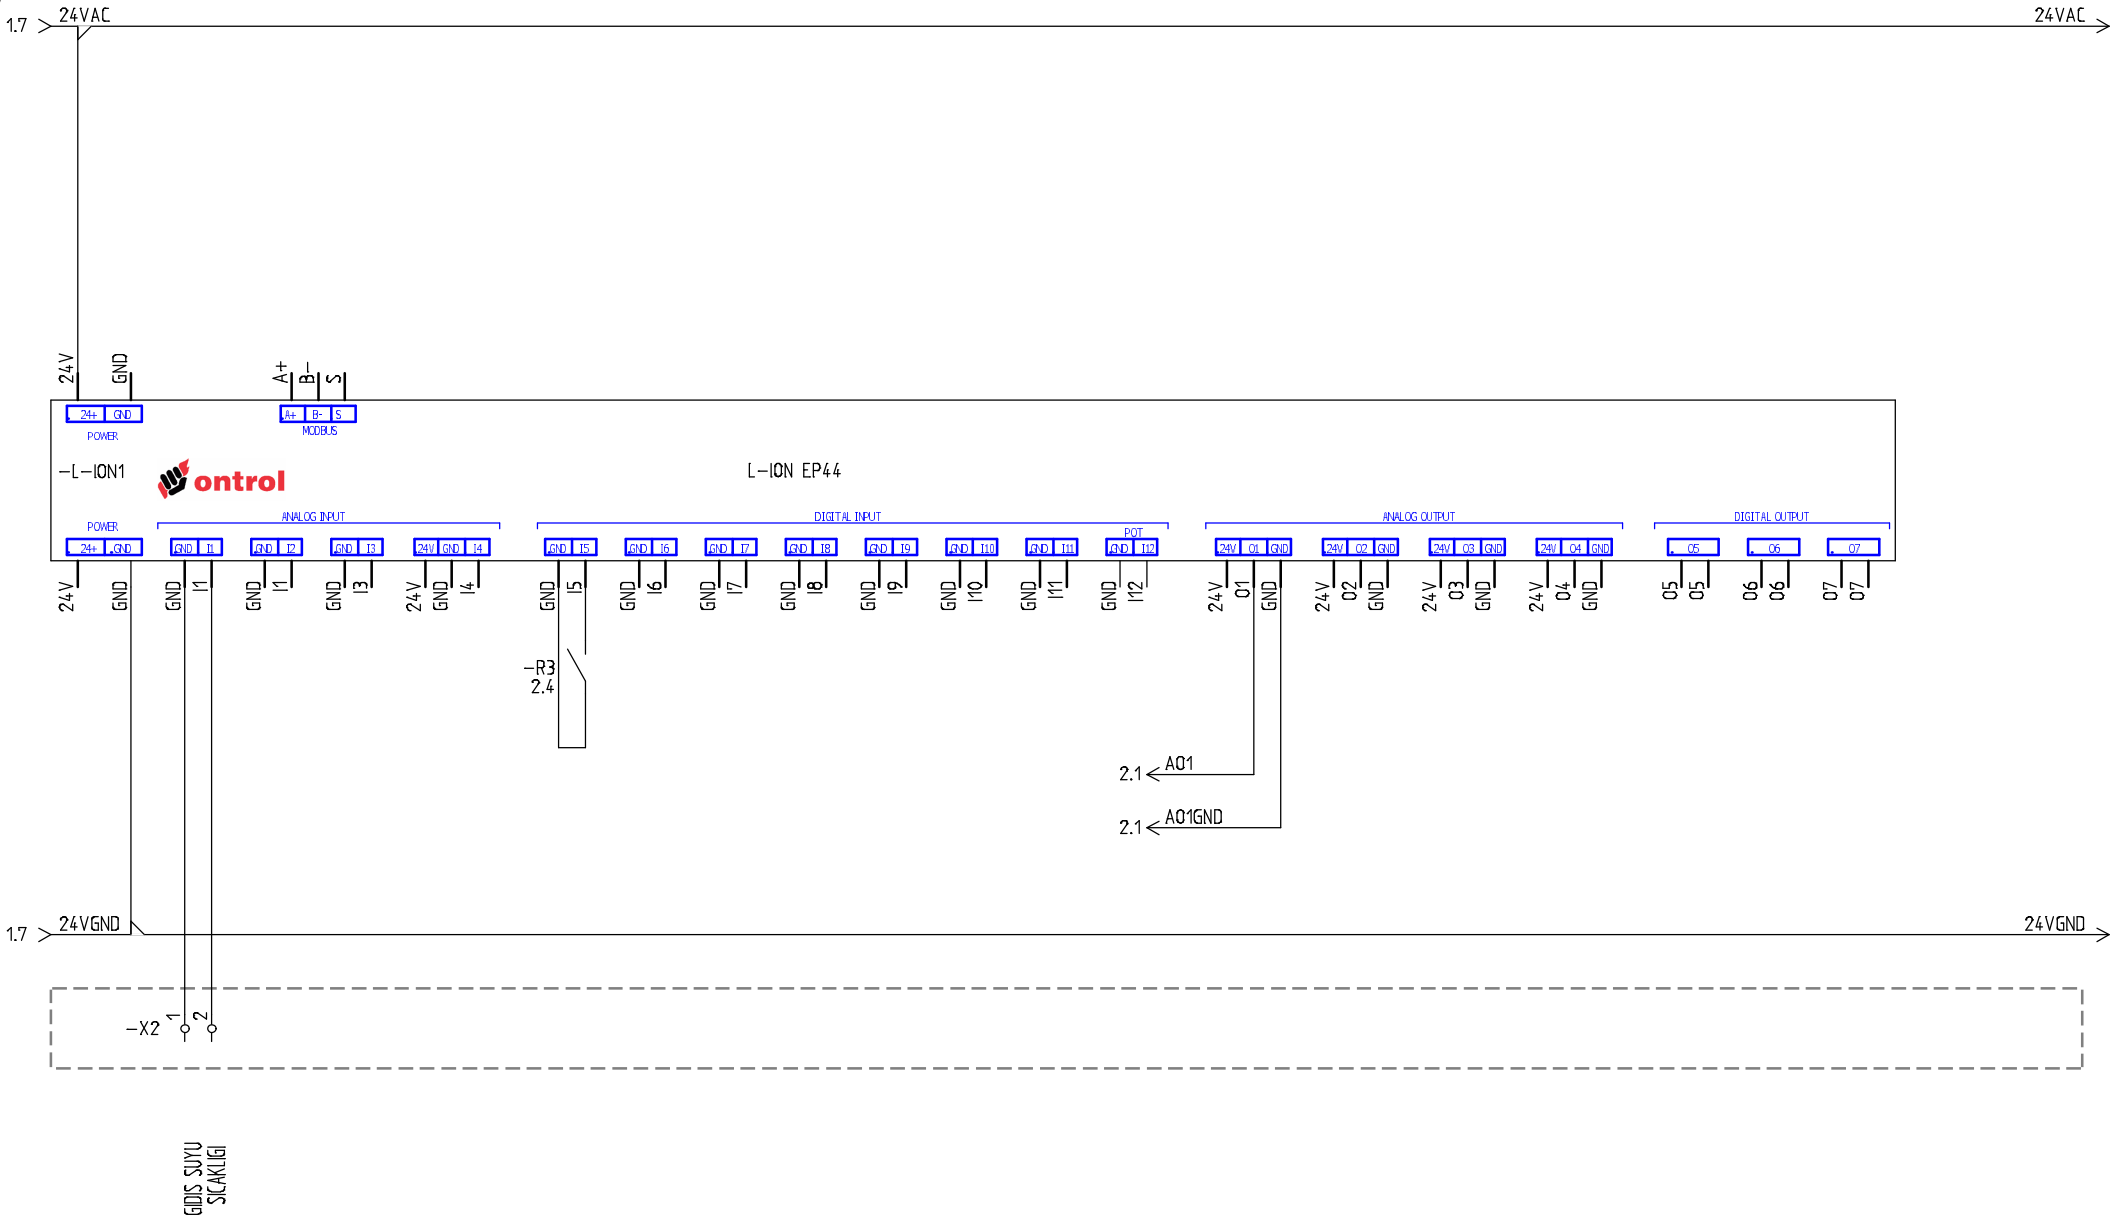 24VAC 24VAC
1.7
24V GND A+ B- S
24+ GND A+ B- S
POWER MODBUS
-L-ION1 ontrol L-ION EP44
POWER ANALOG INPUT DIGITAL INPUT POT ANALOG OUTPUT DIGITAL OUTPUT
24+ GND GND I1 GND I2 GND I3 24V GND I4 GND I5 GND I6 GND I7 GND I8 GND I9 GND I10 GND I11 GND I12 24V O1 GND 24V O2 GND 24V O3 GND 24V O4 GND O5 O6 O7
24V GND GND I1 GND I1 GND I3 24V GND I4 GND I5 GND I6 GND I7 GND I8 GND I9 GND I10 GND I11 GND I12 24V O1 GND 24V O2 GND 24V O3 GND 24V O4 GND O5 O5 O6 O6 O7 O7
-R3
2.4
2.1 AO1
2.1 AO1GND
24VGND 24VGND
1.7
-X2 1 2
GIDIS SUYU
SICAKLIGI